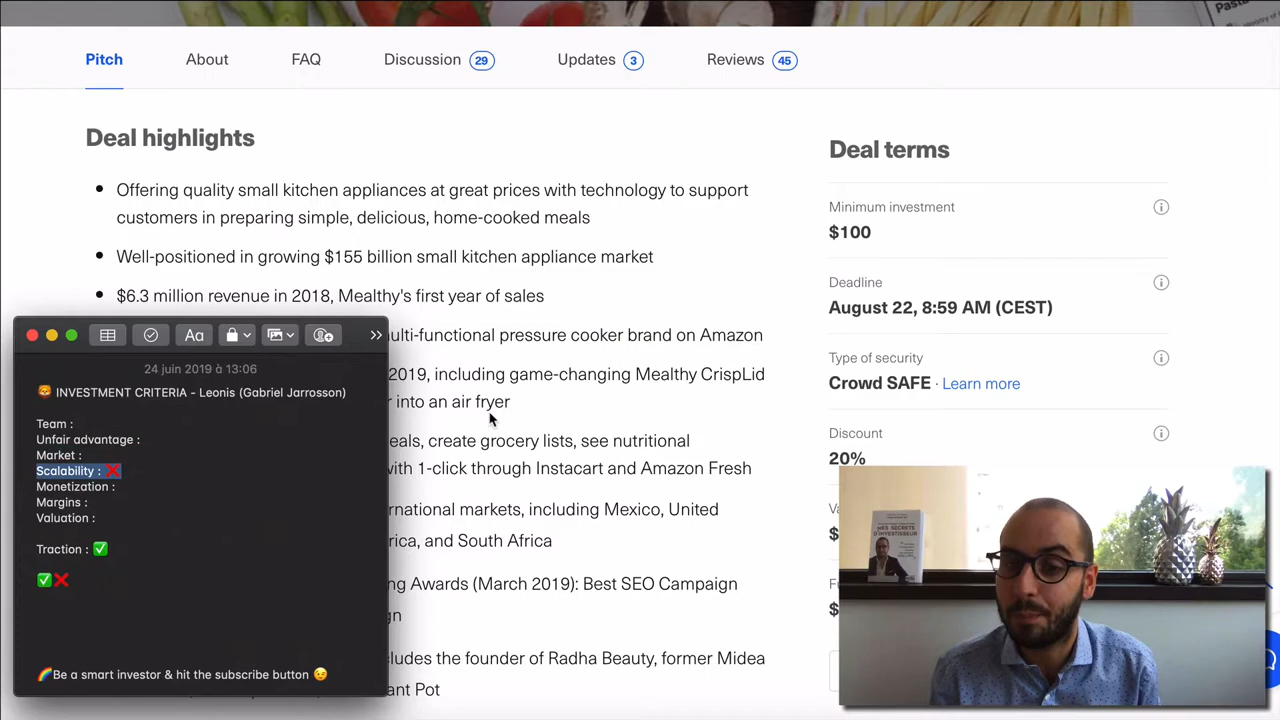 Pasta
Pitch
About
FAQ
Discussion 29
Updates 3
Reviews 45
Deal highlights
Offering quality small kitchen appliances at great prices with technology to support
customers in preparing simple, delicious, home-cooked meals
Well-positioned in growing $155 billion small kitchen appliance market
$6.3 million revenue in 2018, Mealthy's first year of sales
multi-functional pressure cooker brand on Amazon
2019, including game-changing Mealthy CrispLid
into an air fryer
create grocery lists, see nutritional
with 1-click through Instacart and Amazon Fresh
markets, including Mexico, United
and South Africa
Awards (March 2019): Best SEO Campaign
the founder of Radha Beauty, former Midea
Pot
Deal terms
Minimum investment
$100
Deadline
August 22, 8:59 AM (CEST)
Type of security
Crowd SAFE · Learn more
Discount
20%
$
$
Aa
24 juin 2019 à 13:06
🦁 INVESTMENT CRITERIA - Leonis (Gabriel Jarrosson)
Team :
Unfair advantage :
Market :
Scalability : ❌
Monetization :
Margins :
Valuation :
Traction : ✅
✅❌
🌈Be a smart investor & hit the subscribe button 😉
MES SECRETS
D'INVESTISSEUR